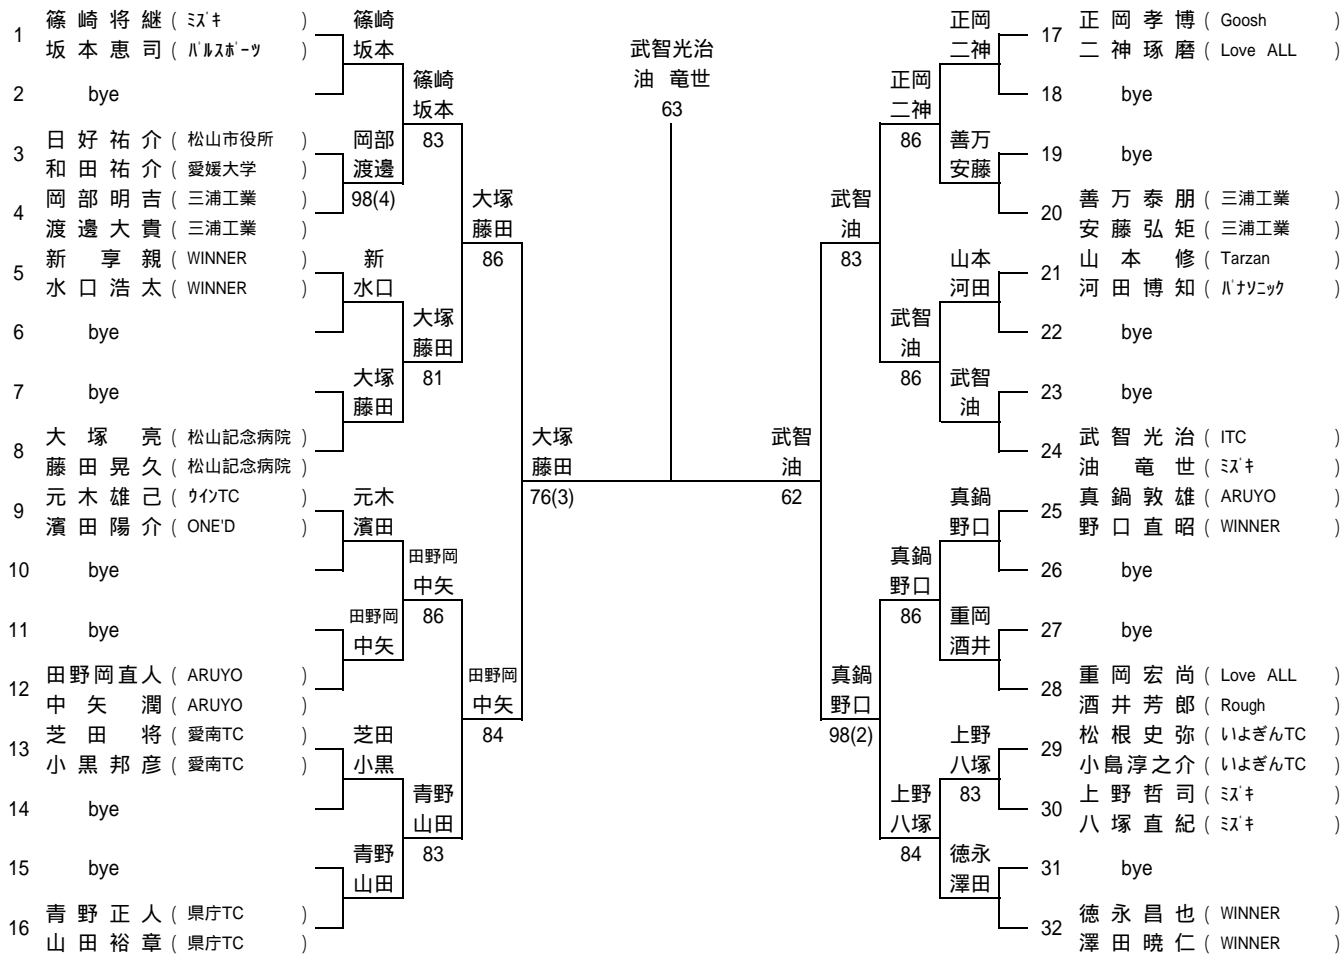 1 篠崎将継 ( ﾐｽﾞｷ )
坂本恵司 ( ﾊﾟﾙｽﾎﾟｰﾂ )
2 bye
3 日好祐介 ( 松山市役所 )
和田祐介 ( 愛媛大学 )
4 岡部明吉 ( 三浦工業 )
渡邊大貴 ( 三浦工業 )
5 新享親 ( WINNER )
水口浩太 ( WINNER )
6 bye
7 bye
8 大塚亮 ( 松山記念病院 )
藤田晃久 ( 松山記念病院 )
9 元木雄己 ( ｳｲﾝTC )
濱田陽介 ( ONE'D )
10 bye
11 bye
12 田野岡直人 ( ARUYO )
中矢潤 ( ARUYO )
13 芝田将 ( 愛南TC )
小黒邦彦 ( 愛南TC )
14 bye
15 bye
16 青野正人 ( 県庁TC )
山田裕章 ( 県庁TC )
篠崎
坂本
岡部
渡邊
98(4)
新
水口
大塚
藤田
元木
濱田
田野岡
中矢
芝田
小黒
青野
山田
篠崎
坂本
83
大塚
藤田
81
田野岡
中矢
86
青野
山田
83
大塚
藤田
86
田野岡
中矢
84
大塚
藤田
76(3)
武智光治
油 竜世
63
武智
油
62
武智
油
83
真鍋
野口
98(2)
正岡
二神
86
武智
油
86
真鍋
野口
86
上野
八塚
84
正岡
二神
善万
安藤
山本
河田
武智
油
真鍋
野口
重岡
酒井
上野
八塚
83
徳永
澤田
17 正岡孝博 ( Goosh )
二神琢磨 ( Love ALL )
18 bye
19 bye
20 善万泰朋 ( 三浦工業 )
安藤弘矩 ( 三浦工業 )
21 山本修 ( Tarzan )
河田博知 ( ﾊﾟﾅｿﾆｯｸ )
22 bye
23 bye
24 武智光治 ( ITC )
油竜世 ( ﾐｽﾞｷ )
25 真鍋敦雄 ( ARUYO )
野口直昭 ( WINNER )
26 bye
27 bye
28 重岡宏尚 ( Love ALL )
酒井芳郎 ( Rough )
29 松根史弥 ( いよぎんTC )
小島淳之介 ( いよぎんTC )
30 上野哲司 ( ﾐｽﾞｷ )
八塚直紀 ( ﾐｽﾞｷ )
31 bye
32 徳永昌也 ( WINNER )
澤田暁仁 ( WINNER )